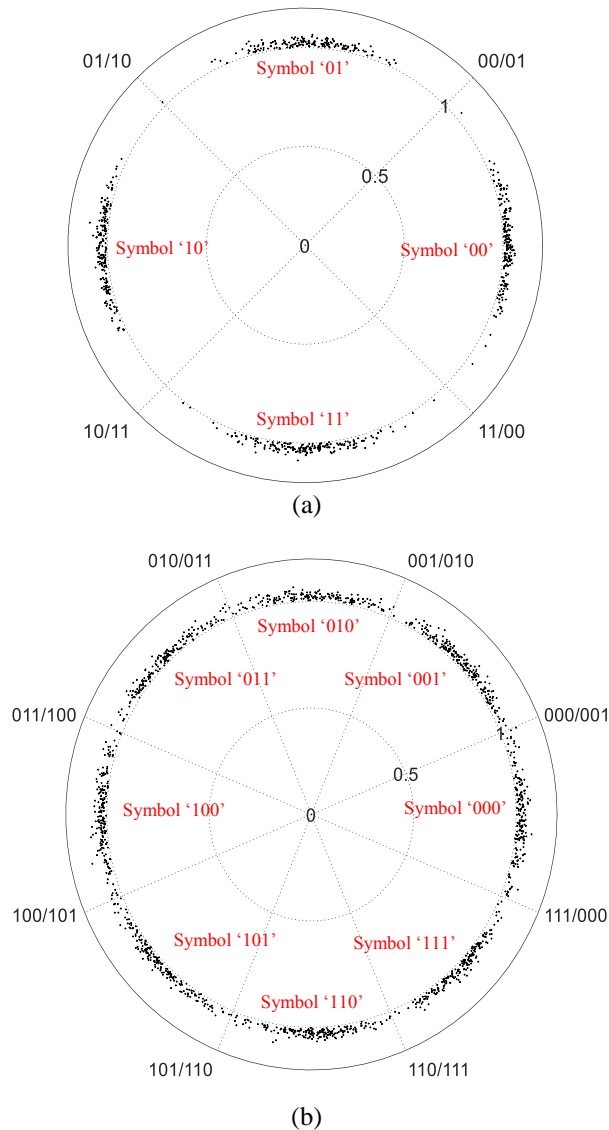 01/10
00/01
Symbol ‘01’
1
0.5
Symbol ‘10’
0
Symbol ‘00’
Symbol ‘11’
10/11
11/00
(a)
010/011
001/010
Symbol ‘010’
Symbol ‘011’
Symbol ‘001’
011/100
000/001
1
0.5
Symbol ‘100’
0
Symbol ‘000’
100/101
111/000
Symbol ‘101’
Symbol ‘111’
Symbol ‘110’
101/110
110/111
(b)